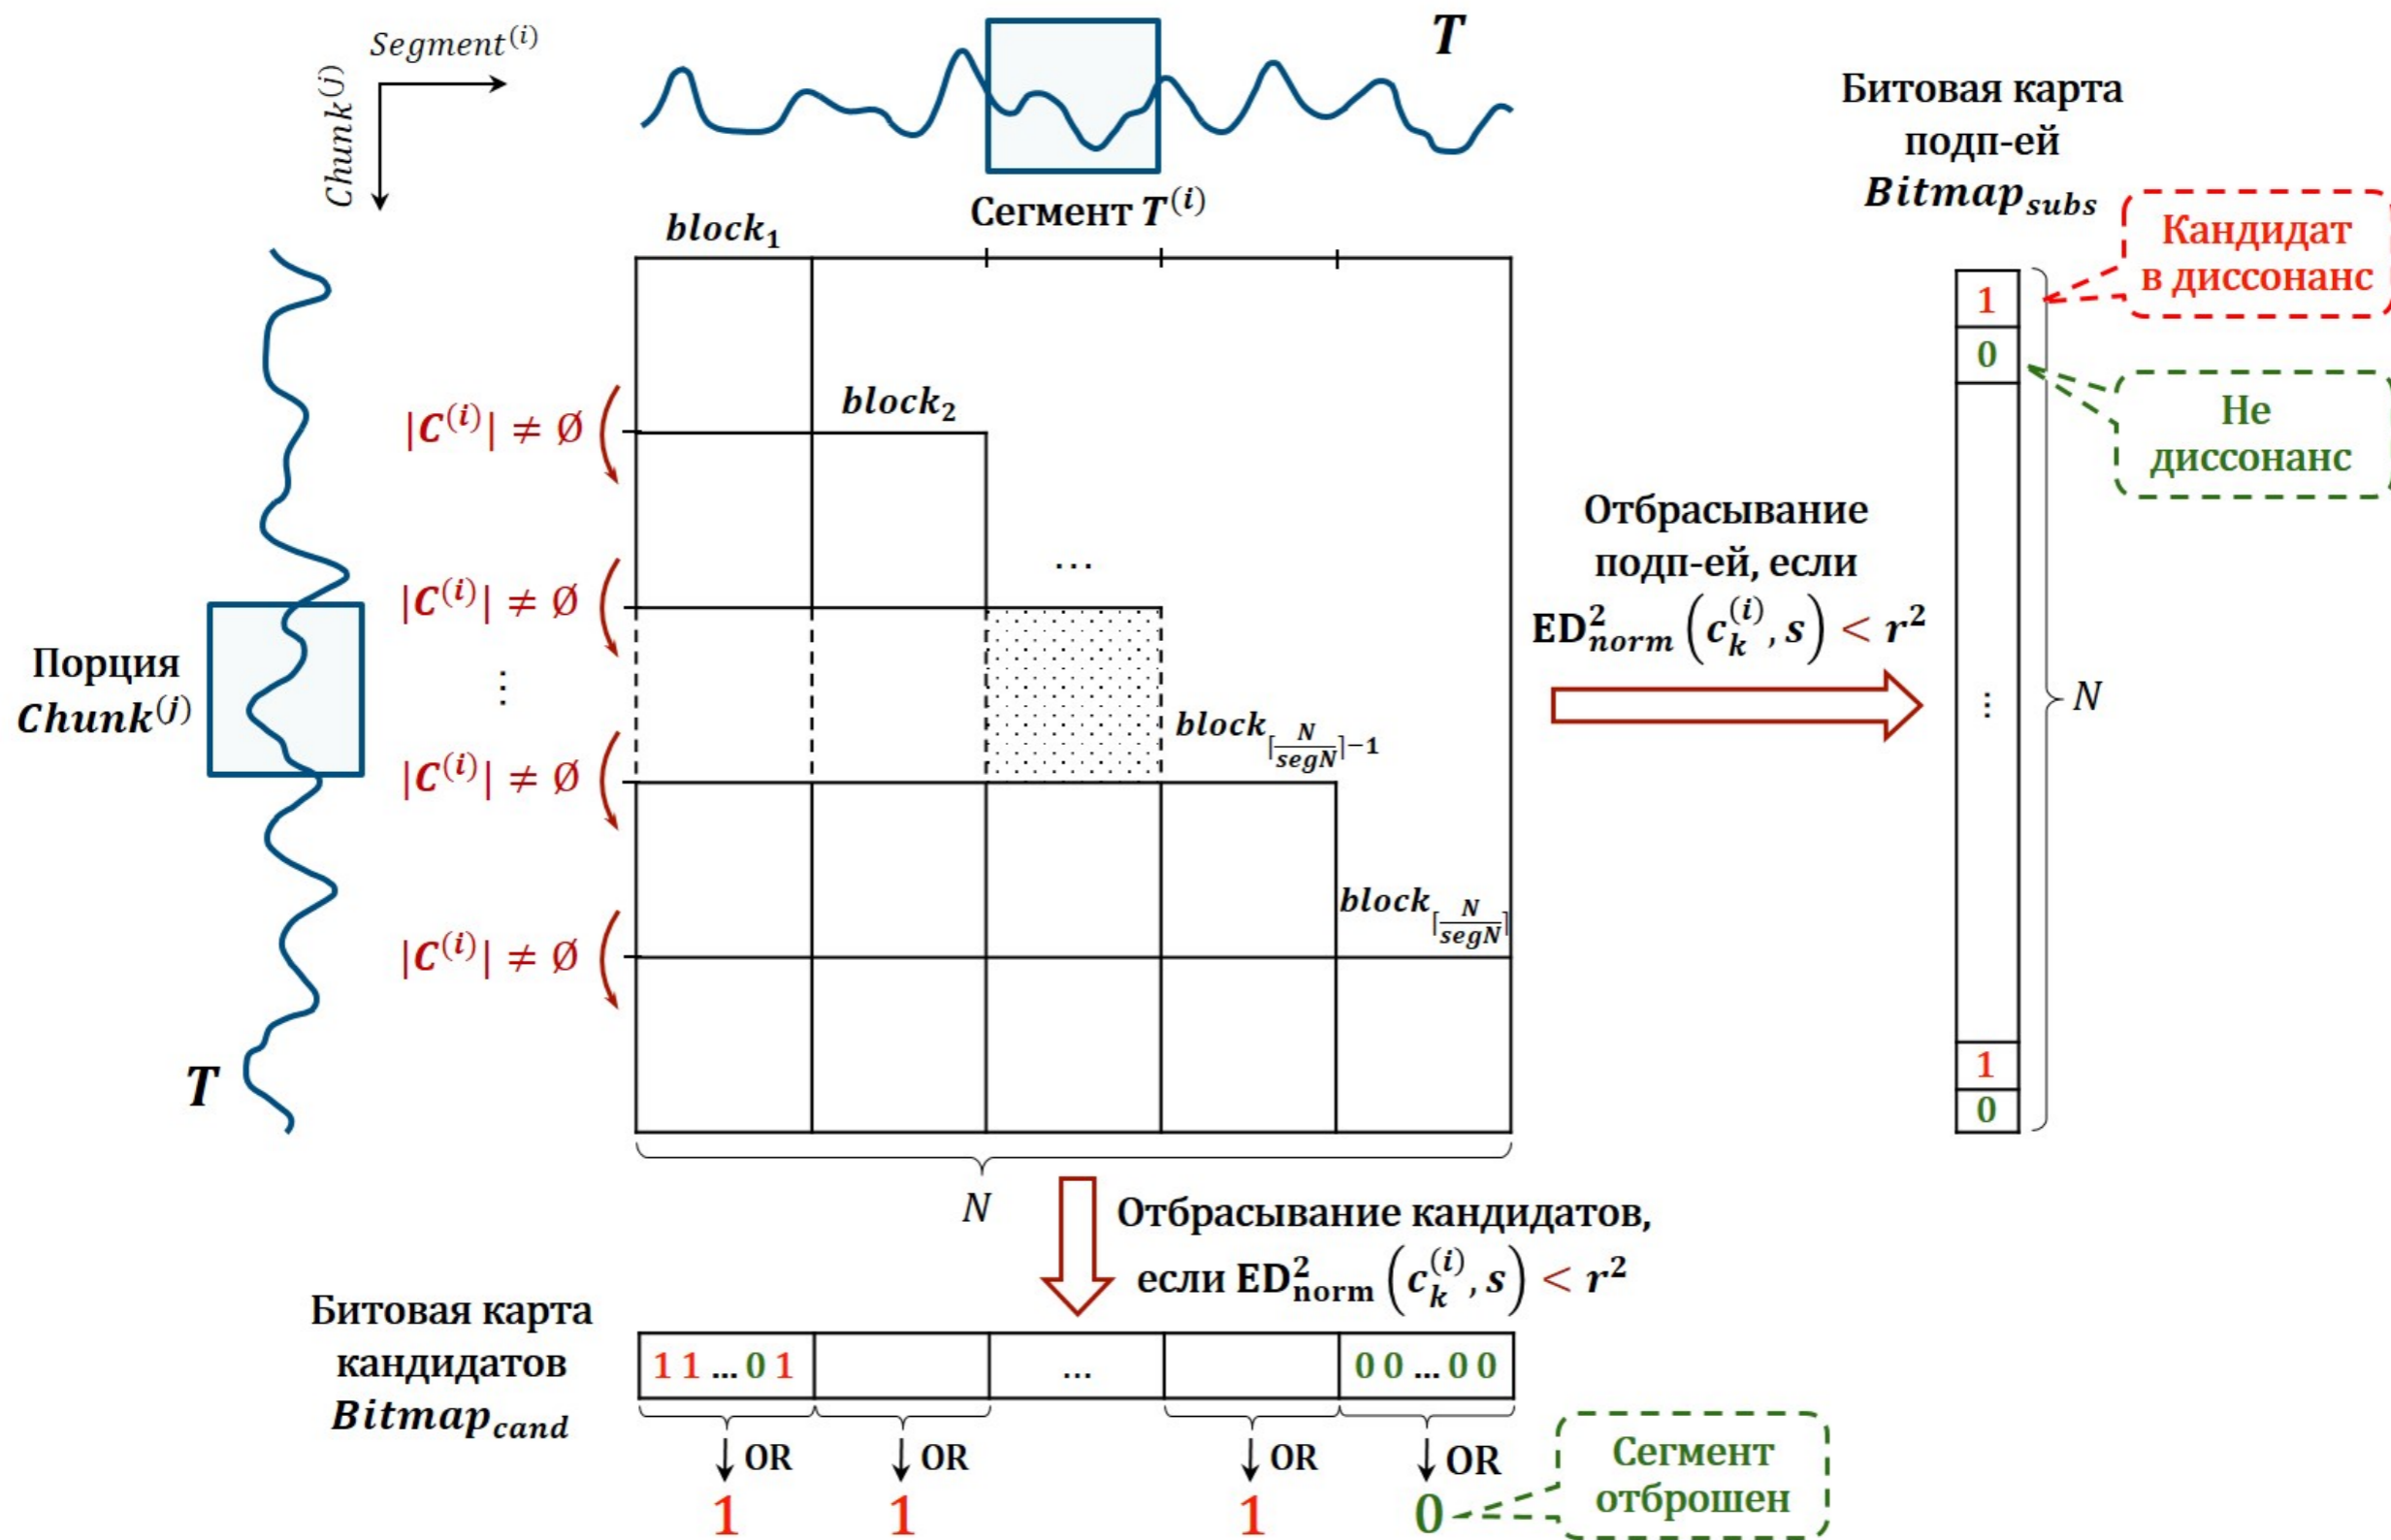 Segment⁽ⁱ⁾
Chunk⁽ʲ⁾
T
Сегмент T⁽ⁱ⁾
Битовая карта
подп-ей
Bitmap_subs
Кандидат
в диссонанс
Не
диссонанс
1
0
⋮
1
0
N
block₁
block₂
...
block_⌈N/segN⌉−1
block_⌈N/segN⌉
|C⁽ⁱ⁾| ≠ Ø
|C⁽ⁱ⁾| ≠ Ø
⋮
|C⁽ⁱ⁾| ≠ Ø
|C⁽ⁱ⁾| ≠ Ø
Порция
Chunk⁽ʲ⁾
T
Отбрасывание
подп-ей, если
ED²_norm (c_k⁽ⁱ⁾, s) < r²
N
Отбрасывание кандидатов,
если ED²_norm (c_k⁽ⁱ⁾, s) < r²
Битовая карта
кандидатов
Bitmap_cand
1 1 ... 0 1
...
0 0 ... 0 0
OR OR OR OR
1 1 1 0
Сегмент
отброшен